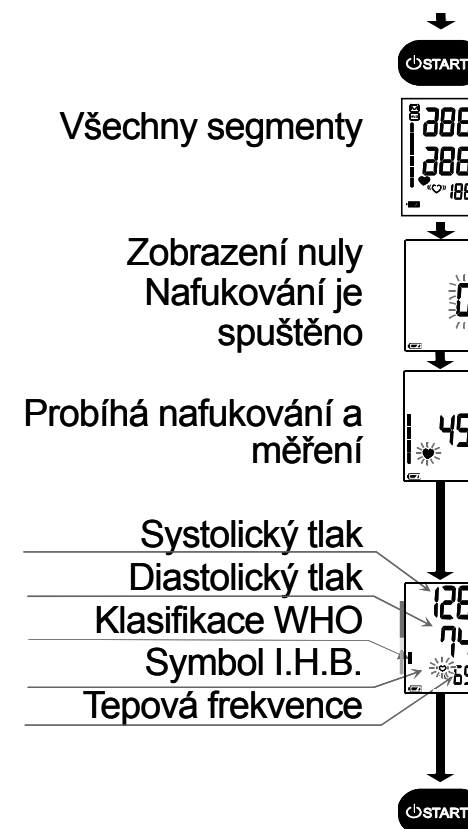 START
Všechny segmenty
Zobrazení nuly
Nafukování je
spuštěno
45
Probíhá nafukování a
měření
Systolický tlak
Diastolický tlak
Klasifikace WHO
Symbol I.H.B.
Tepová frekvence
START